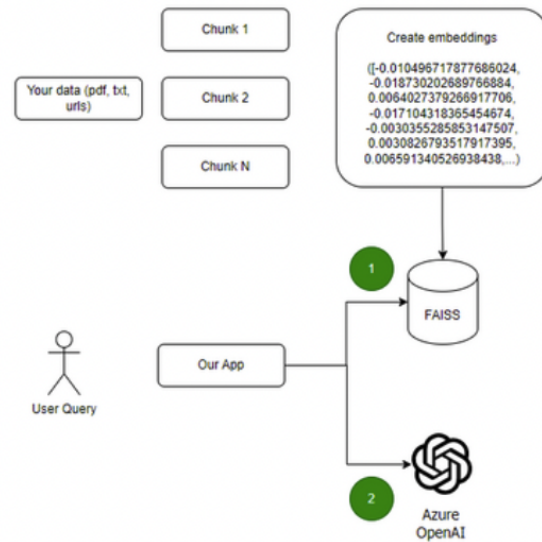 Chunk 1
Create embeddings
([-0.010496717877686024,
-0.018730202689766884,
0.0064027379266917706,
-0.017104318365454674,
-0.0030355285853147507,
0.0030826793517917395,
0.006591340526938438,...)
Your data (pdf, txt,
urls)
Chunk 2
Chunk N
1
FAISS
Our App
User Query
2
Azure
OpenAI